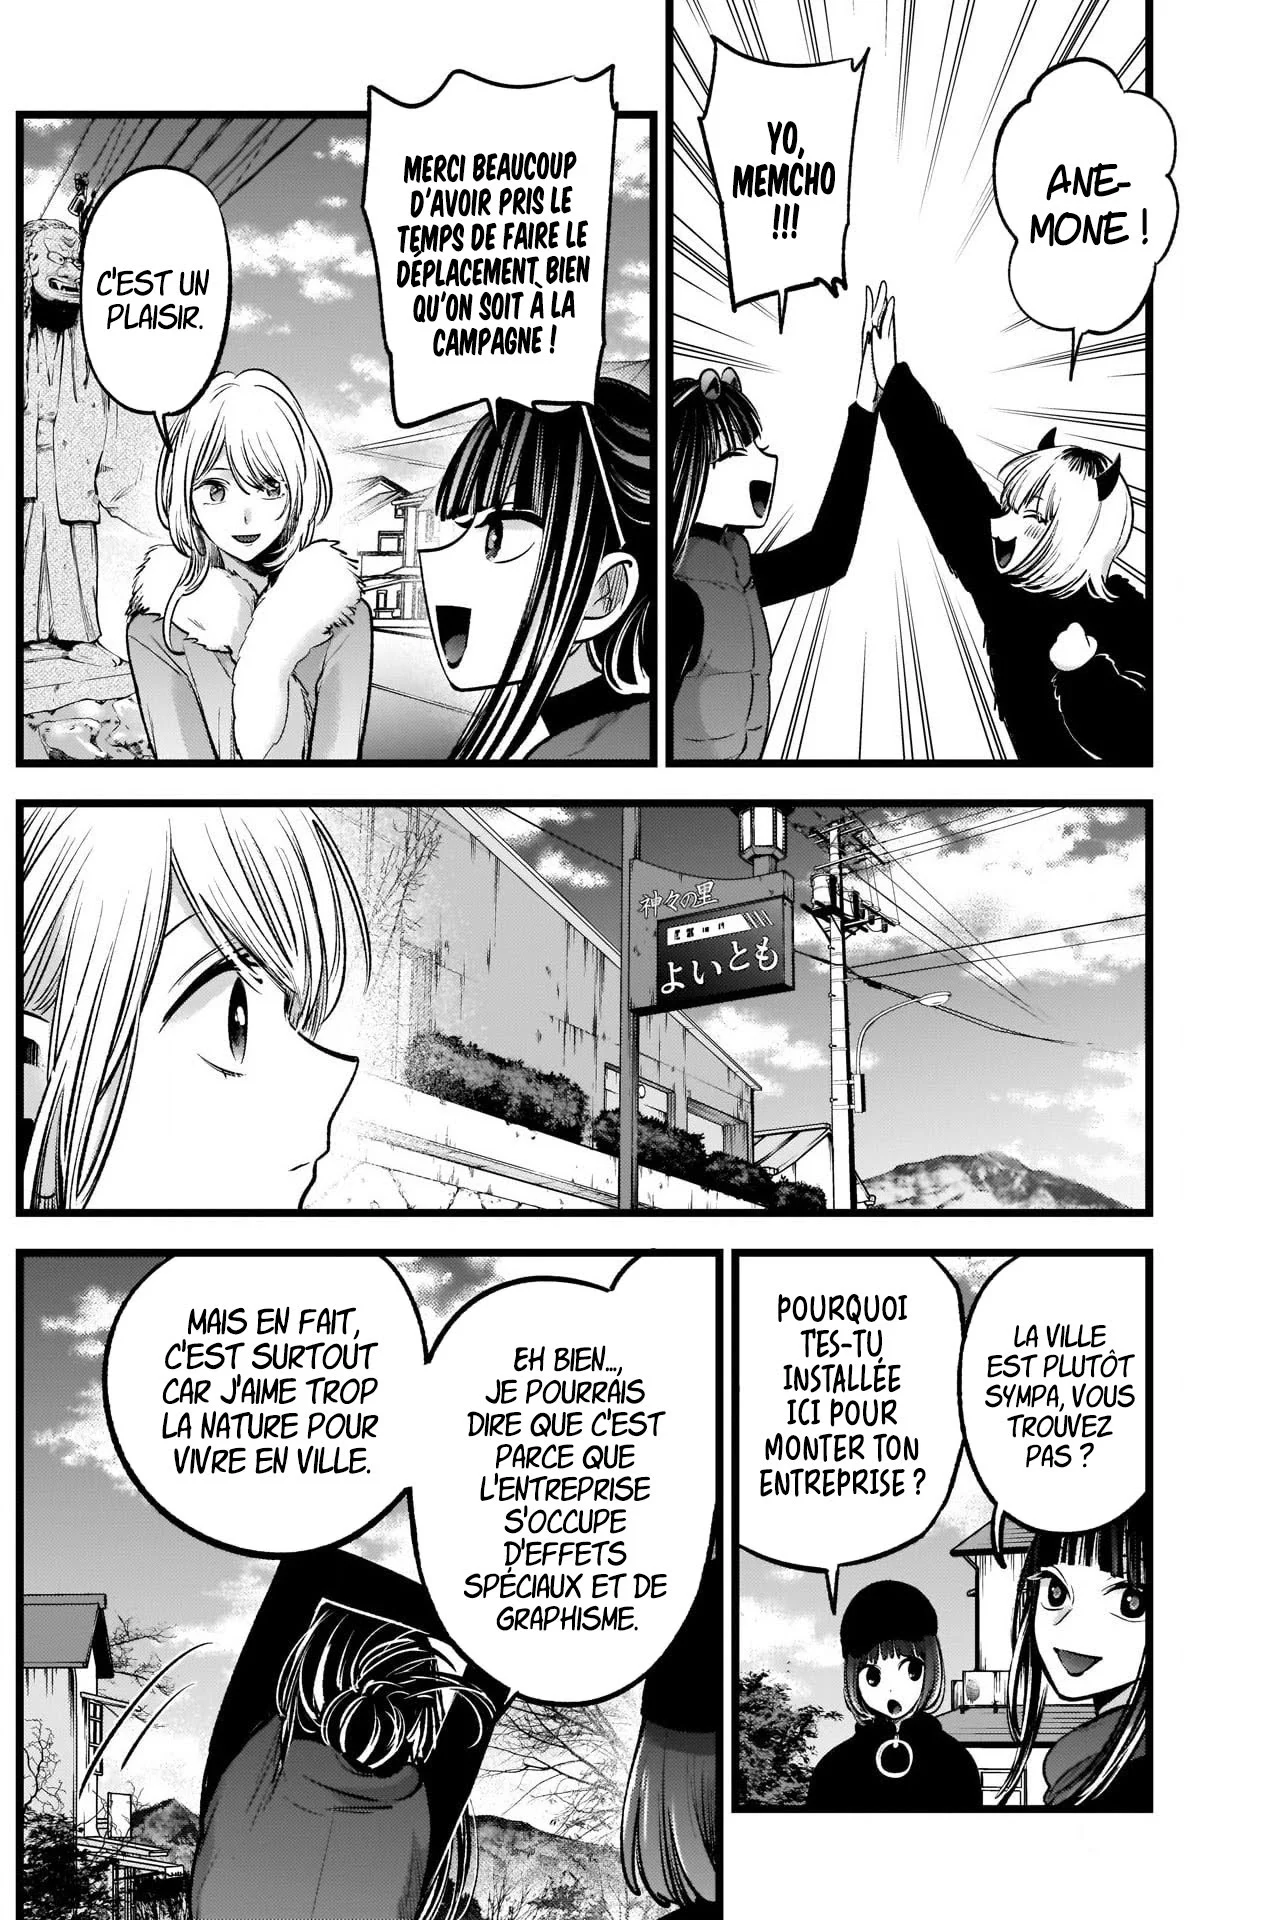 ANE-
MONE !
YO,
MEMCHO
!!!
MERCI BEAUCOUP
D'AVOIR PRIS LE
TEMPS DE FAIRE LE
DÉPLACEMENT BIEN
QU'ON SOIT À LA
CAMPAGNE !
C'EST UN
PLAISIR.
神々の里
よいとも
LA VILLE
EST PLUTÔT
SYMPA, VOUS
TROUVEZ
PAS ?
POURQUOI
T'ES-TU
INSTALLÉE
ICI POUR
MONTER TON
ENTREPRISE ?
EH BIEN...,
JE POURRAIS
DIRE QUE C'EST
PARCE QUE
L'ENTREPRISE
S'OCCUPE
D'EFFETS
SPÉCIAUX ET DE
GRAPHISME.
MAIS EN FAIT,
C'EST SURTOUT
CAR J'AIME TROP
LA NATURE POUR
VIVRE EN VILLE.